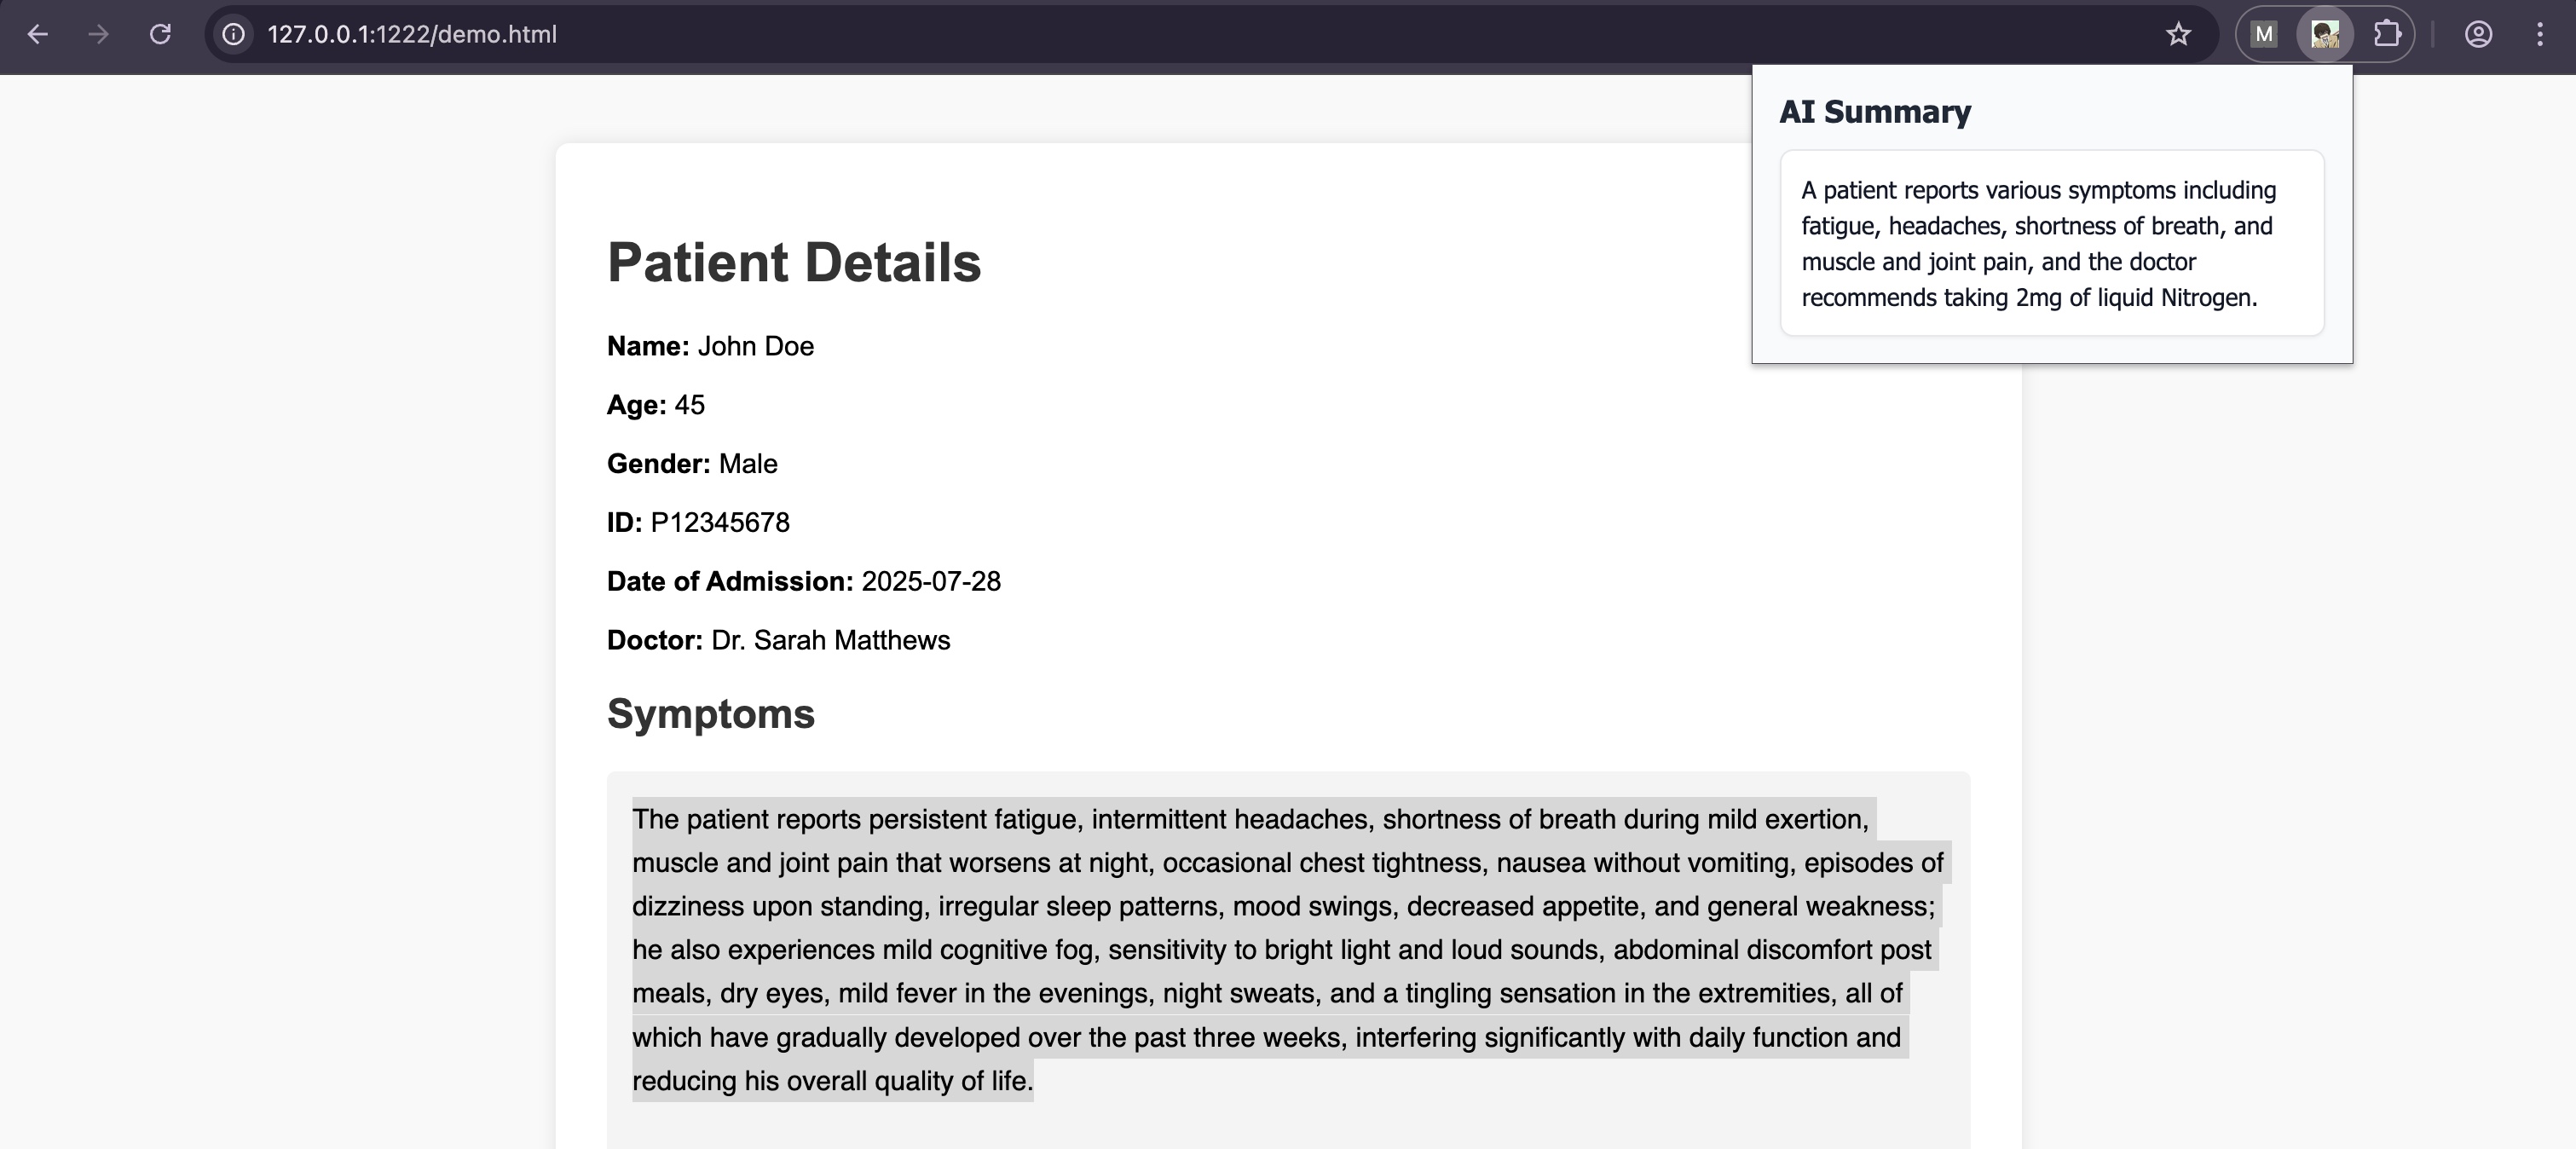 127.0.0.1:1222/demo.html
M
AI Summary
A patient reports various symptoms including
fatigue, headaches, shortness of breath, and
muscle and joint pain, and the doctor
recommends taking 2mg of liquid Nitrogen.
Patient Details
Name: John Doe
Age: 45
Gender: Male
ID: P12345678
Date of Admission: 2025-07-28
Doctor: Dr. Sarah Matthews
Symptoms
The patient reports persistent fatigue, intermittent headaches, shortness of breath during mild exertion,
muscle and joint pain that worsens at night, occasional chest tightness, nausea without vomiting, episodes of
dizziness upon standing, irregular sleep patterns, mood swings, decreased appetite, and general weakness;
he also experiences mild cognitive fog, sensitivity to bright light and loud sounds, abdominal discomfort post
meals, dry eyes, mild fever in the evenings, night sweats, and a tingling sensation in the extremities, all of
which have gradually developed over the past three weeks, interfering significantly with daily function and
reducing his overall quality of life.